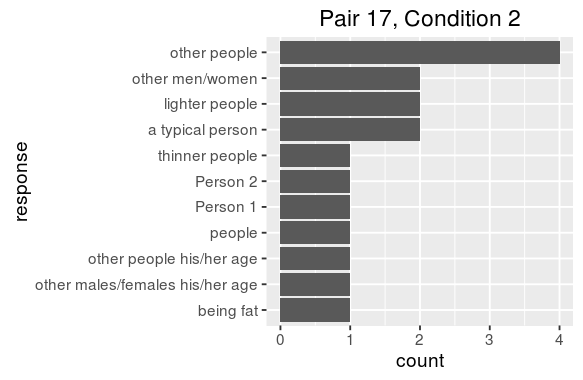 Pair 17, Condition 2
other people
other men/women
lighter people
a typical person
thinner people
Person 2
Person 1
people
other people his/her age
other males/females his/her age
being fat
response
0 1 2 3 4
count